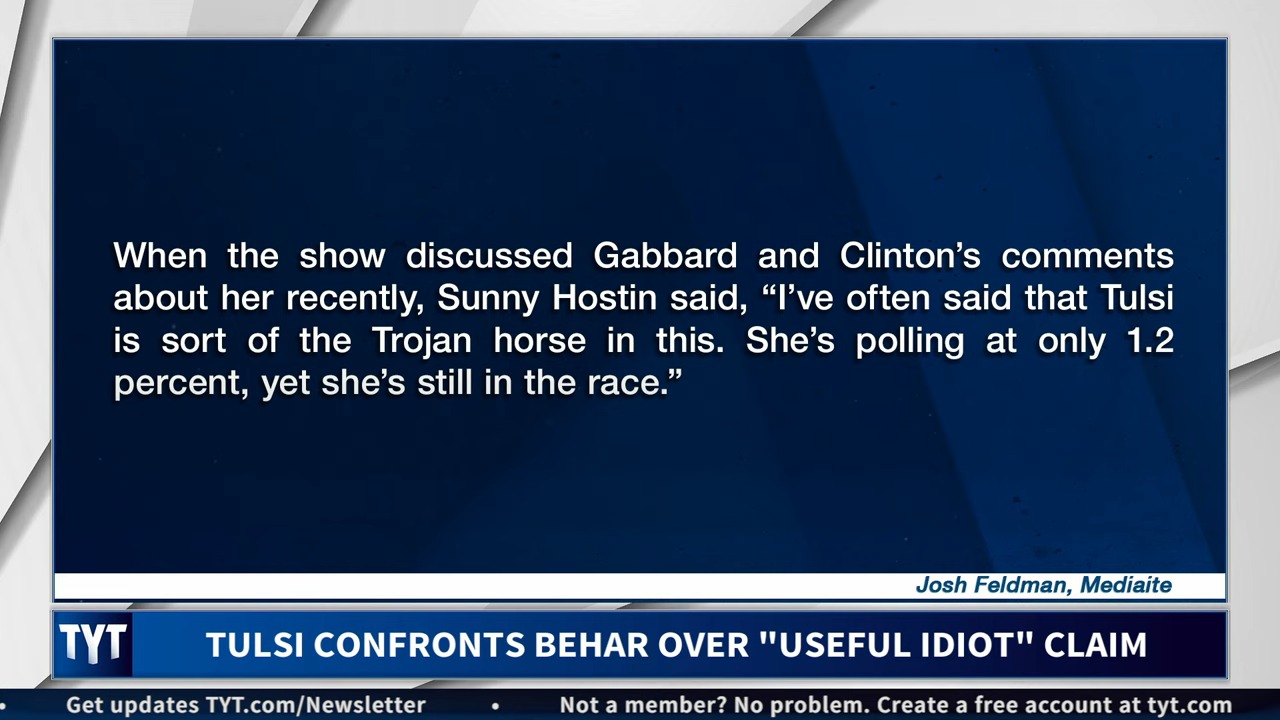 When the show discussed Gabbard and Clinton’s comments
about her recently, Sunny Hostin said, “I’ve often said that Tulsi
is sort of the Trojan horse in this. She’s polling at only 1.2
percent, yet she’s still in the race.”
Josh Feldman, Mediaite
TYT
TULSI CONFRONTS BEHAR OVER "USEFUL IDIOT" CLAIM
• Get updates TYT.com/Newsletter • Not a member? No problem. Create a free account at tyt.com